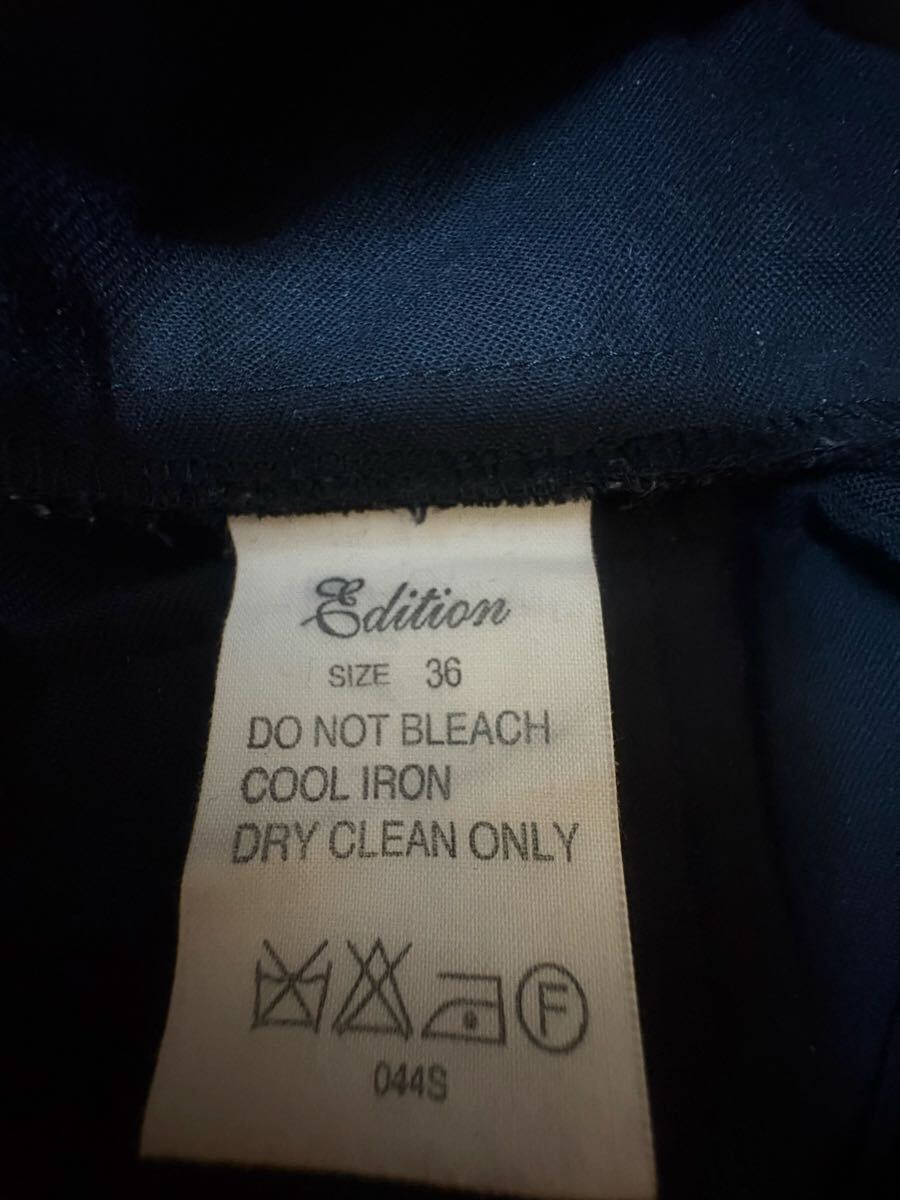 Edition
SIZE 36
DO NOT BLEACH
COOL IRON
DRY CLEAN ONLY
F
044S